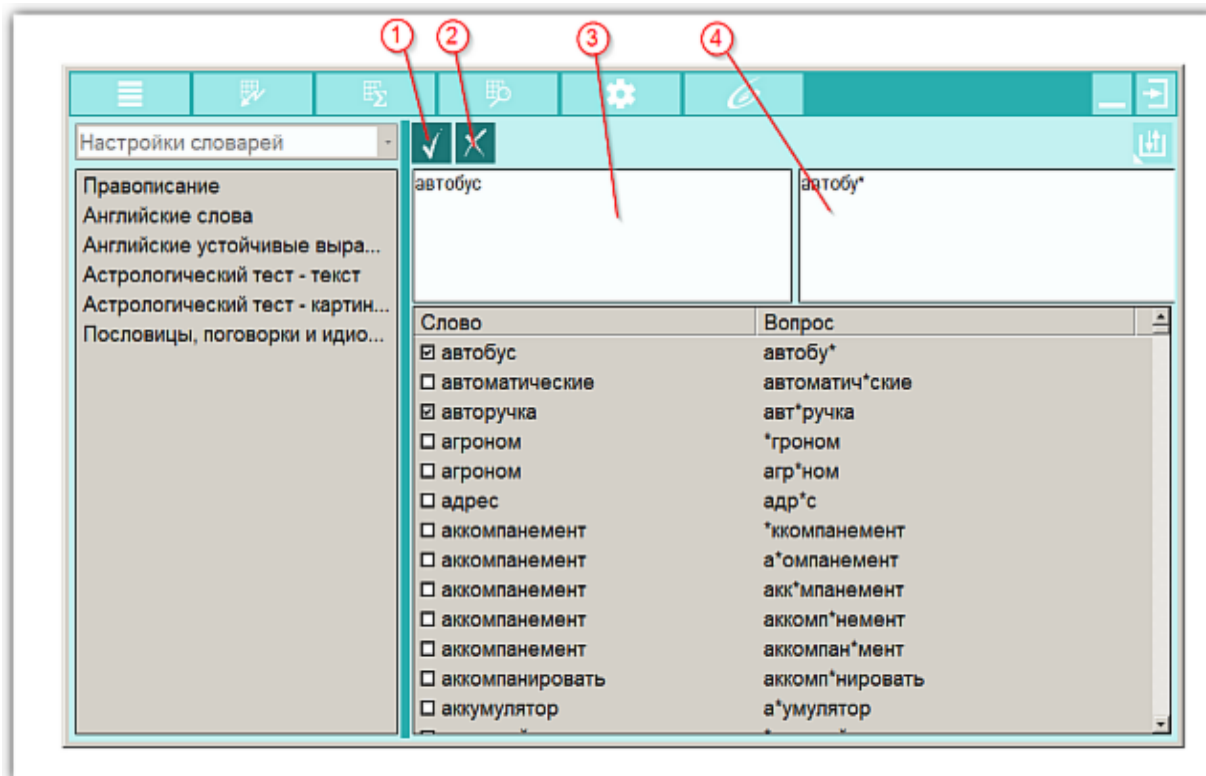 1 2 3 4
Настройки словарей
Правописание
Английские слова
Английские устойчивые выра...
Астрологический тест - текст
Астрологический тест - картин...
Пословицы, поговорки и идио...
автобус
автобу*
Слово Вопрос
автобус автобу*
автоматические автоматич*ские
авторучка авт*ручка
агроном *гроном
агроном агр*ном
адрес адр*с
аккомпанемент *ккомпанемент
аккомпанемент а*омпанемент
аккомпанемент акк*мпанемент
аккомпанемент аккомп*немент
аккомпанемент аккомпан*мент
аккомпанировать аккомп*нировать
аккумулятор а*умулятор